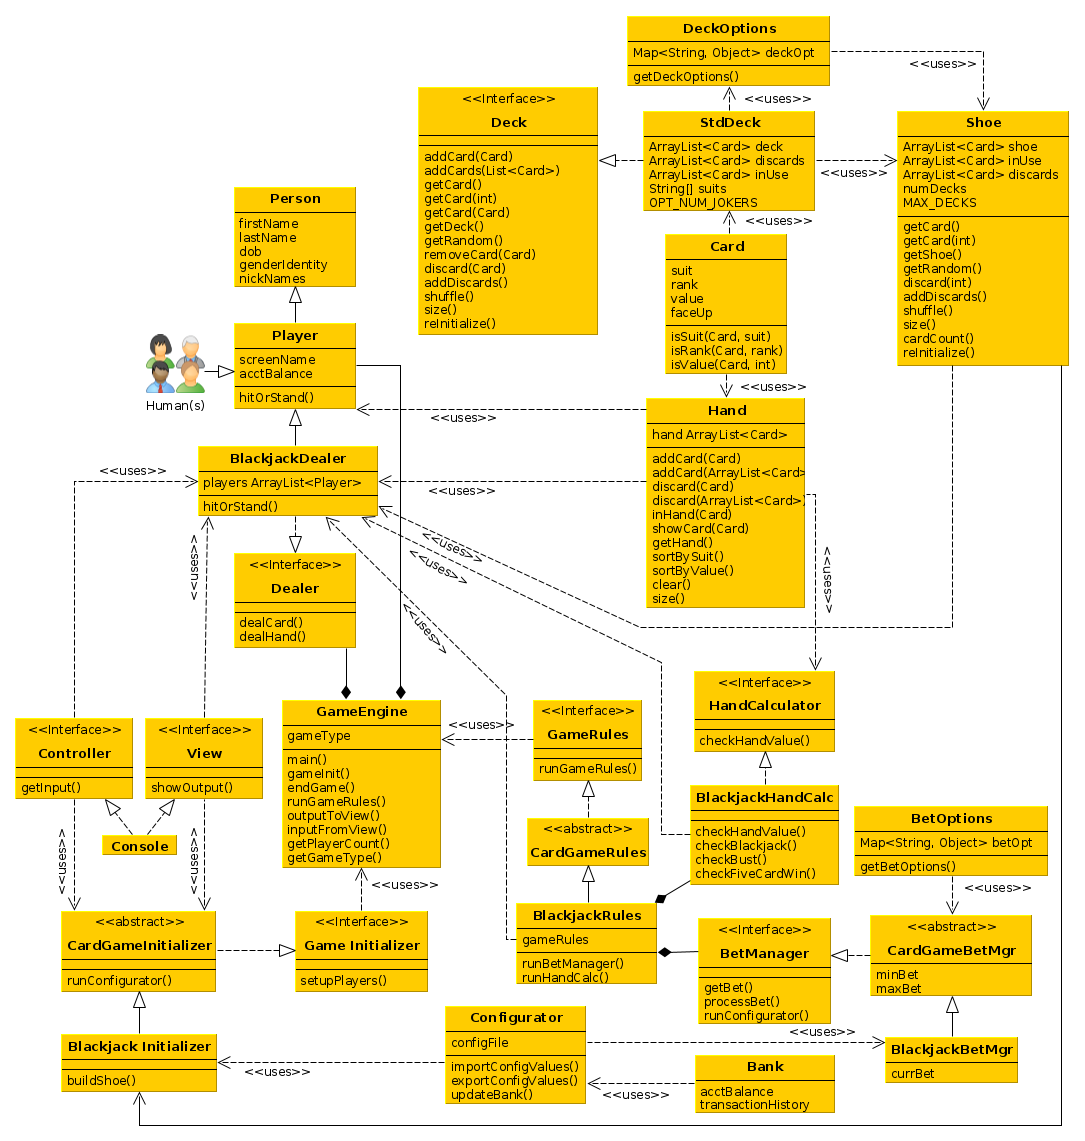 DeckOptions
Map<String, Object> deckOpt
getDeckOptions()
<<uses>>
<<uses>>
<<Interface>>
Deck
addCard(Card)
addCards(List<Card>)
getCard()
getCard(int)
getCard(Card)
getDeck()
getRandom()
removeCard(Card)
discard(Card)
addDiscards()
shuffle()
size()
reInitialize()
StdDeck
ArrayList<Card> deck
ArrayList<Card> discards
ArrayList<Card> inUse
String[] suits
OPT_NUM_JOKERS
<<uses>>
<<uses>>
Shoe
ArrayList<Card> shoe
ArrayList<Card> inUse
ArrayList<Card> discards
numDecks
MAX_DECKS
getCard()
getCard(int)
getShoe()
getRandom()
discard(int)
addDiscards()
shuffle()
size()
cardCount()
reInitialize()
Person
firstName
lastName
dob
genderIdentity
nickNames
Card
suit
rank
value
faceUp
isSuit(Card, suit)
isRank(Card, rank)
isValue(Card, int)
<<uses>>
Player
screenName
acctBalance
hitOrStand()
Human(s)
<<uses>>
Hand
hand ArrayList<Card>
addCard(Card)
addCard(ArrayList<Card>
discard(Card)
discard(ArrayList<Card>)
inHand(Card)
showCard(Card)
getHand()
sortBySuit()
sortByValue()
clear()
size()
<<uses>>
BlackjackDealer
players ArrayList<Player>
hitOrStand()
<<uses>>
<<uses>>
<<uses>>
<<uses>>
<<uses>>
<<uses>>
<<uses>>
<<Interface>>
Dealer
dealCard()
dealHand()
<<Interface>>
HandCalculator
checkHandValue()
<<Interface>>
Controller
getInput()
<<Interface>>
View
showOutput()
Console
<<uses>>
<<uses>>
GameEngine
gameType
main()
gameInit()
endGame()
runGameRules()
outputToView()
inputFromView()
getPlayerCount()
getGameType()
<<uses>>
<<Interface>>
GameRules
runGameRules()
<<abstract>>
CardGameRules
BlackjackHandCalc
checkHandValue()
checkBlackjack()
checkBust()
checkFiveCardWin()
BetOptions
Map<String, Object> betOpt
getBetOptions()
<<uses>>
<<uses>>
<<abstract>>
CardGameInitializer
runConfigurator()
<<Interface>>
Game Initializer
setupPlayers()
BlackjackRules
gameRules
runBetManager()
runHandCalc()
<<Interface>>
BetManager
getBet()
processBet()
runConfigurator()
<<abstract>>
CardGameBetMgr
minBet
maxBet
Blackjack Initializer
buildShoe()
<<uses>>
Configurator
configFile
importConfigValues()
exportConfigValues()
updateBank()
<<uses>>
BlackjackBetMgr
currBet
<<uses>>
Bank
acctBalance
transactionHistory